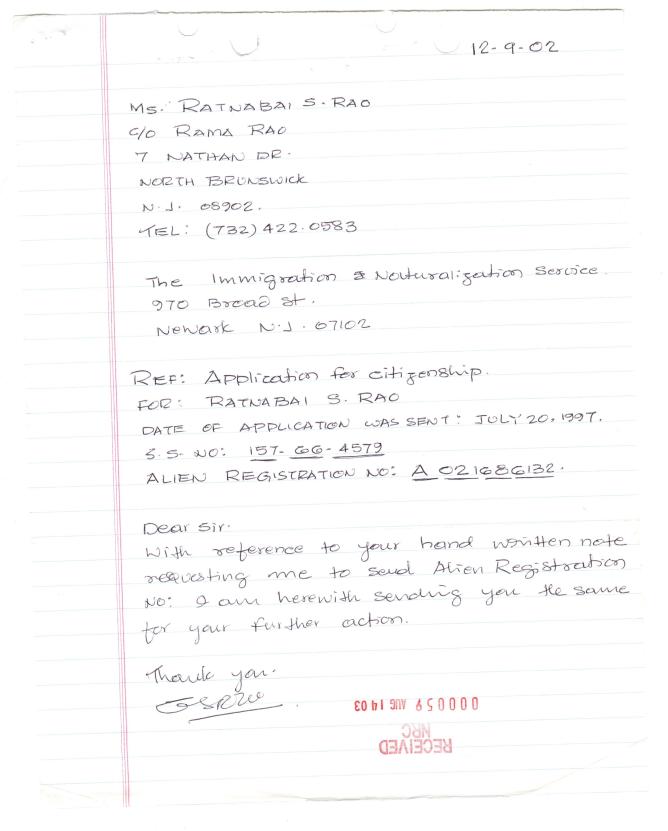 12-9-02
Ms. RATNABAI S. RAO
C/O RAMA RAO
7 NATHAN DR.
NORTH BRUNSWICK
N.J. 08902.
TEL: (732) 422.0583
The Immigration & Naturalization Service.
970 Broad St.
Newark N.J. 07102
REF: Application for citizenship.
FOR: RATNABAI S. RAO
DATE OF APPLICATION WAS SENT: JULY 20, 1997.
S.S. NO: 157-66-4579
ALIEN REGISTRATION NO: A 021686132.
Dear Sir.
With reference to your hand written note
requesting me to send Alien Registration
NO: I am herewith sending you the same
for your further action.
Thank you.
000059 AUG 14 03
NRC
RECEIVED